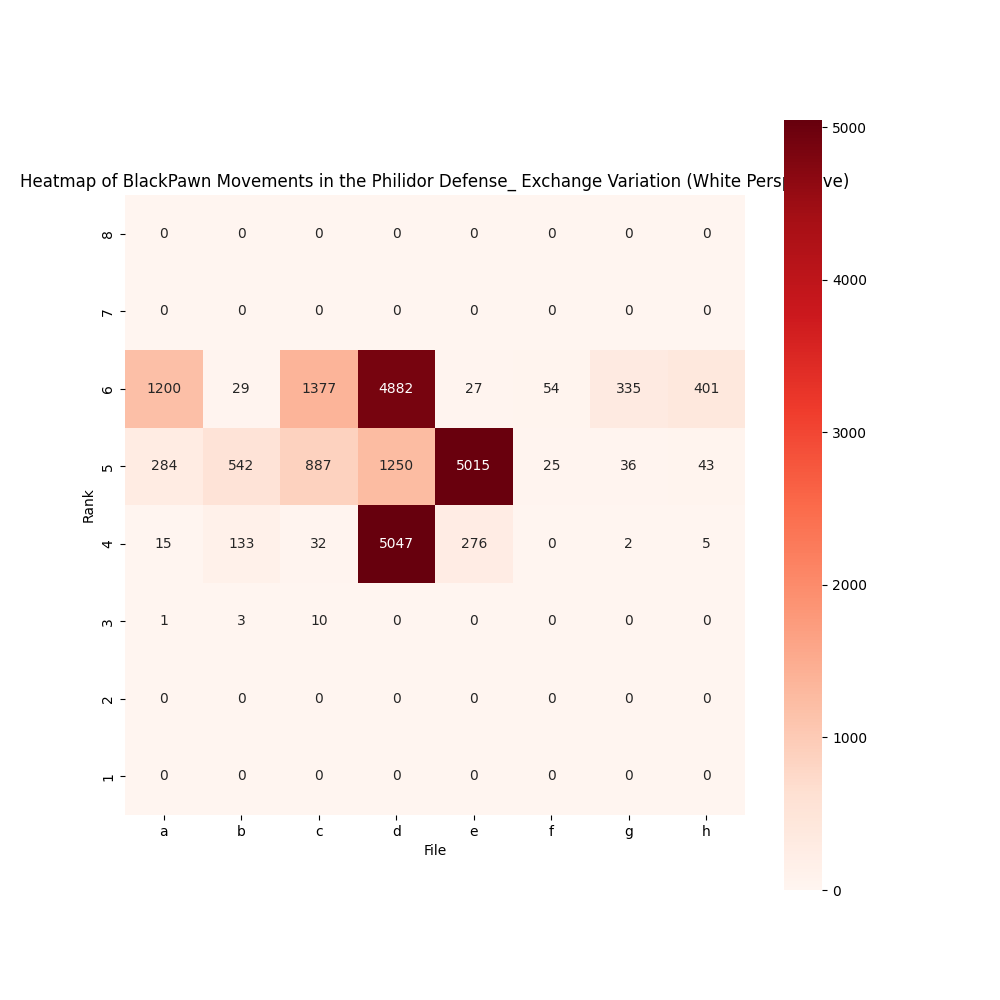 Heatmap of BlackPawn Movements in the Philidor Defense_ Exchange Variation (White Perspective)
5000
8 0 0 0 0 0 0 0 0
4000
7 0 0 0 0 0 0 0 0
6 1200 29 1377 4882 27 54 335 401
3000
5 284 542 887 1250 5015 25 36 43
Rank
4 15 133 32 5047 276 0 2 5
2000
3 1 3 10 0 0 0 0 0
2 0 0 0 0 0 0 0 0
1000
1 0 0 0 0 0 0 0 0
a b c d e f g h
File
0